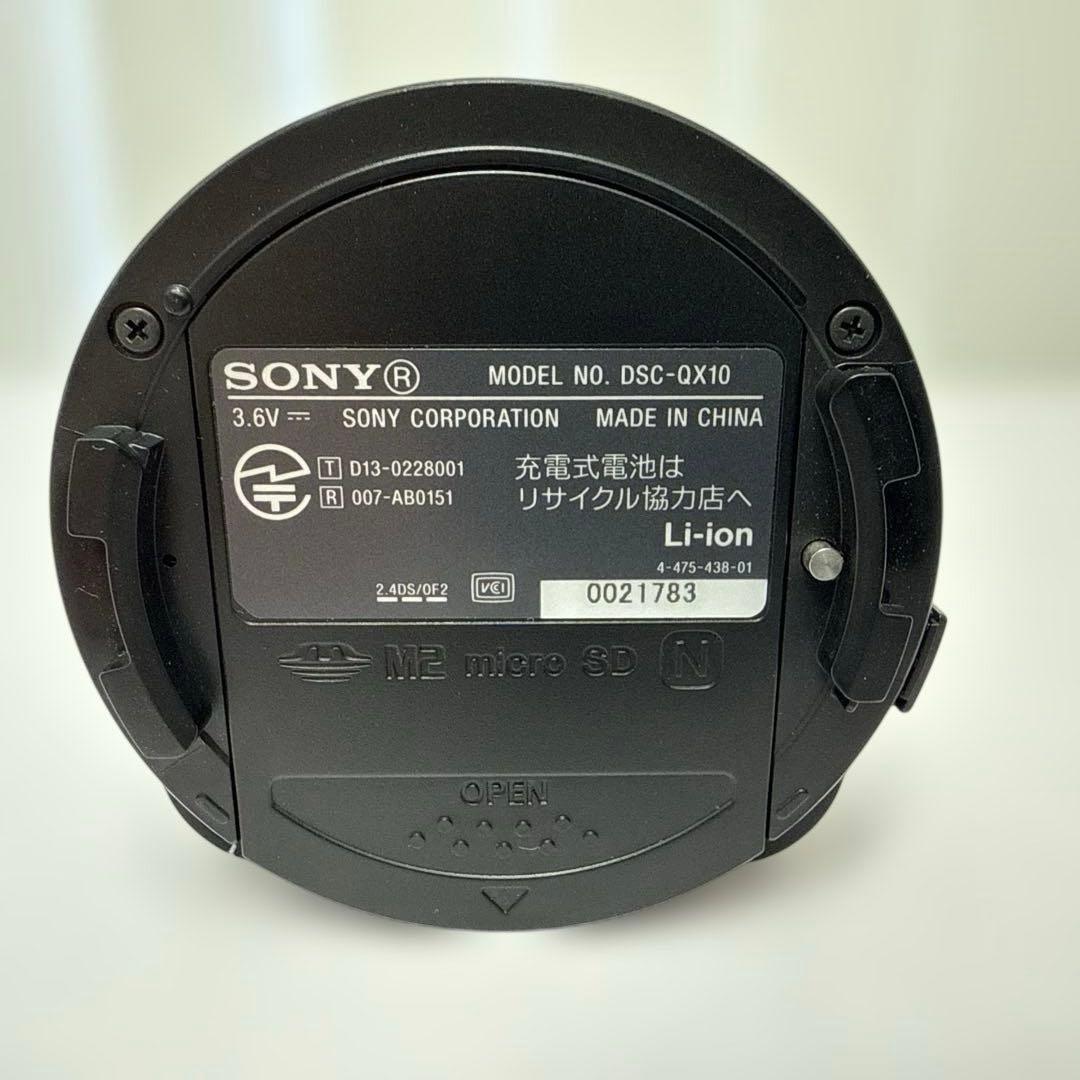 SONY® MODEL NO. DSC-QX10
3.6V⎓ SONY CORPORATION MADE IN CHINA
T D13-0228001
R 007-AB0151
充電式電池は
リサイクル協力店へ
Li-ion
4-475-438-01
2.4DS/OF2 VCI 0021783
M2 micro SD N
OPEN